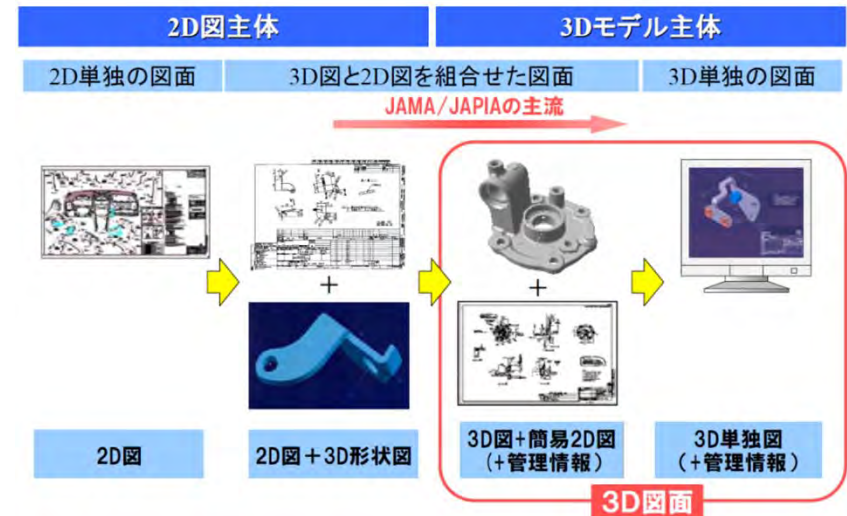 2D図主体
3Dモデル主体
2D単独の図面
3D図と2D図を組合せた図面
3D単独の図面
JAMA/JAPIAの主流
+
+
2D図
2D図+3D形状図
3D図+簡易2D図
(+管理情報)
3D単独図
(+管理情報)
3D図面